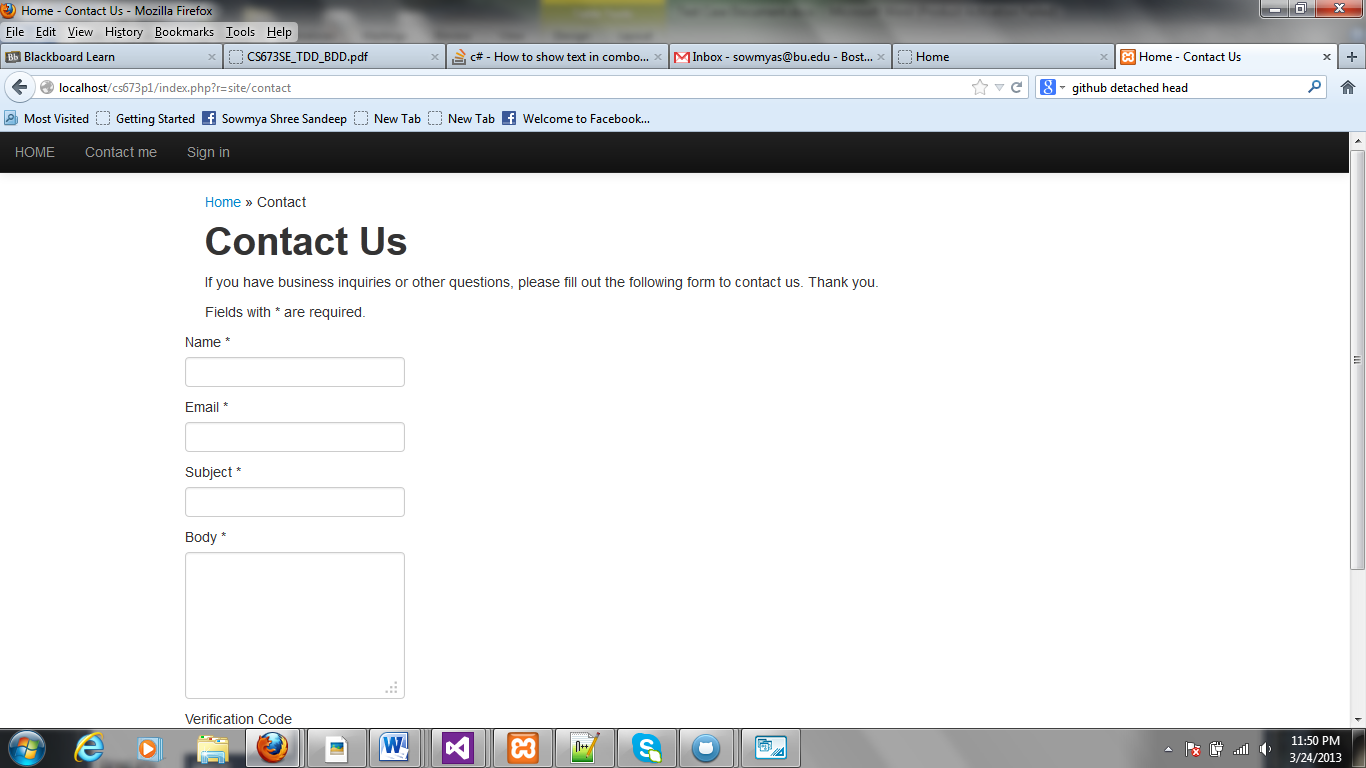 Home - Contact Us - Mozilla Firefox
File Edit View History Bookmarks Tools Help
Bb Blackboard Learn × CS673SE_TDD_BDD.pdf × c# - How to show text in combo... × Inbox - sowmyas@bu.edu - Bost... × Home × Home - Contact Us ×
localhost/cs673p1/index.php?r=site/contact 8 github detached head
Most Visited Getting Started Sowmya Shree Sandeep New Tab New Tab Welcome to Facebook...
HOME Contact me Sign in
Home » Contact
Contact Us
If you have business inquiries or other questions, please fill out the following form to contact us. Thank you.
Fields with * are required.
Name *
Email *
Subject *
Body *
Verification Code
11:50 PM
3/24/2013